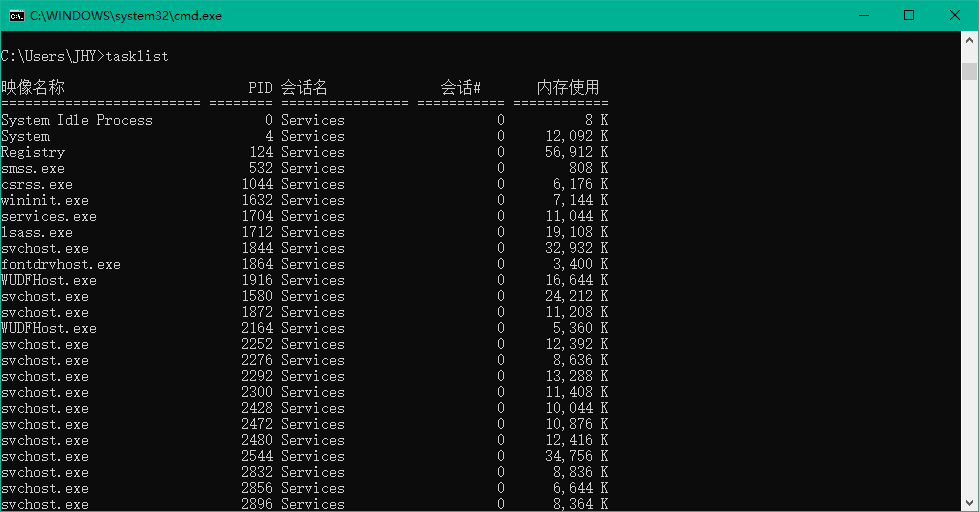 C:\WINDOWS\system32\cmd.exe
C:\Users\JHY>tasklist
映像名称                       PID 会话名              会话#       内存使用
========================= ======== ================ =========== ============
System Idle Process              0 Services                   0          8 K
System                           4 Services                   0     12,092 K
Registry                       124 Services                   0     56,912 K
smss.exe                       532 Services                   0        808 K
csrss.exe                     1044 Services                   0      6,176 K
wininit.exe                   1632 Services                   0      7,144 K
services.exe                  1704 Services                   0     11,044 K
lsass.exe                     1712 Services                   0     19,108 K
svchost.exe                   1844 Services                   0     32,932 K
fontdrvhost.exe               1864 Services                   0      3,400 K
WUDFHost.exe                  1916 Services                   0     16,644 K
svchost.exe                   1580 Services                   0     24,212 K
svchost.exe                   1872 Services                   0     11,208 K
WUDFHost.exe                  2164 Services                   0      5,360 K
svchost.exe                   2252 Services                   0     12,392 K
svchost.exe                   2276 Services                   0      8,636 K
svchost.exe                   2292 Services                   0     13,288 K
svchost.exe                   2300 Services                   0     11,408 K
svchost.exe                   2428 Services                   0     10,044 K
svchost.exe                   2472 Services                   0     10,876 K
svchost.exe                   2480 Services                   0     12,416 K
svchost.exe                   2544 Services                   0     34,756 K
svchost.exe                   2832 Services                   0      8,836 K
svchost.exe                   2856 Services                   0      6,644 K
svchost.exe                   2896 Services                   0      8,364 K